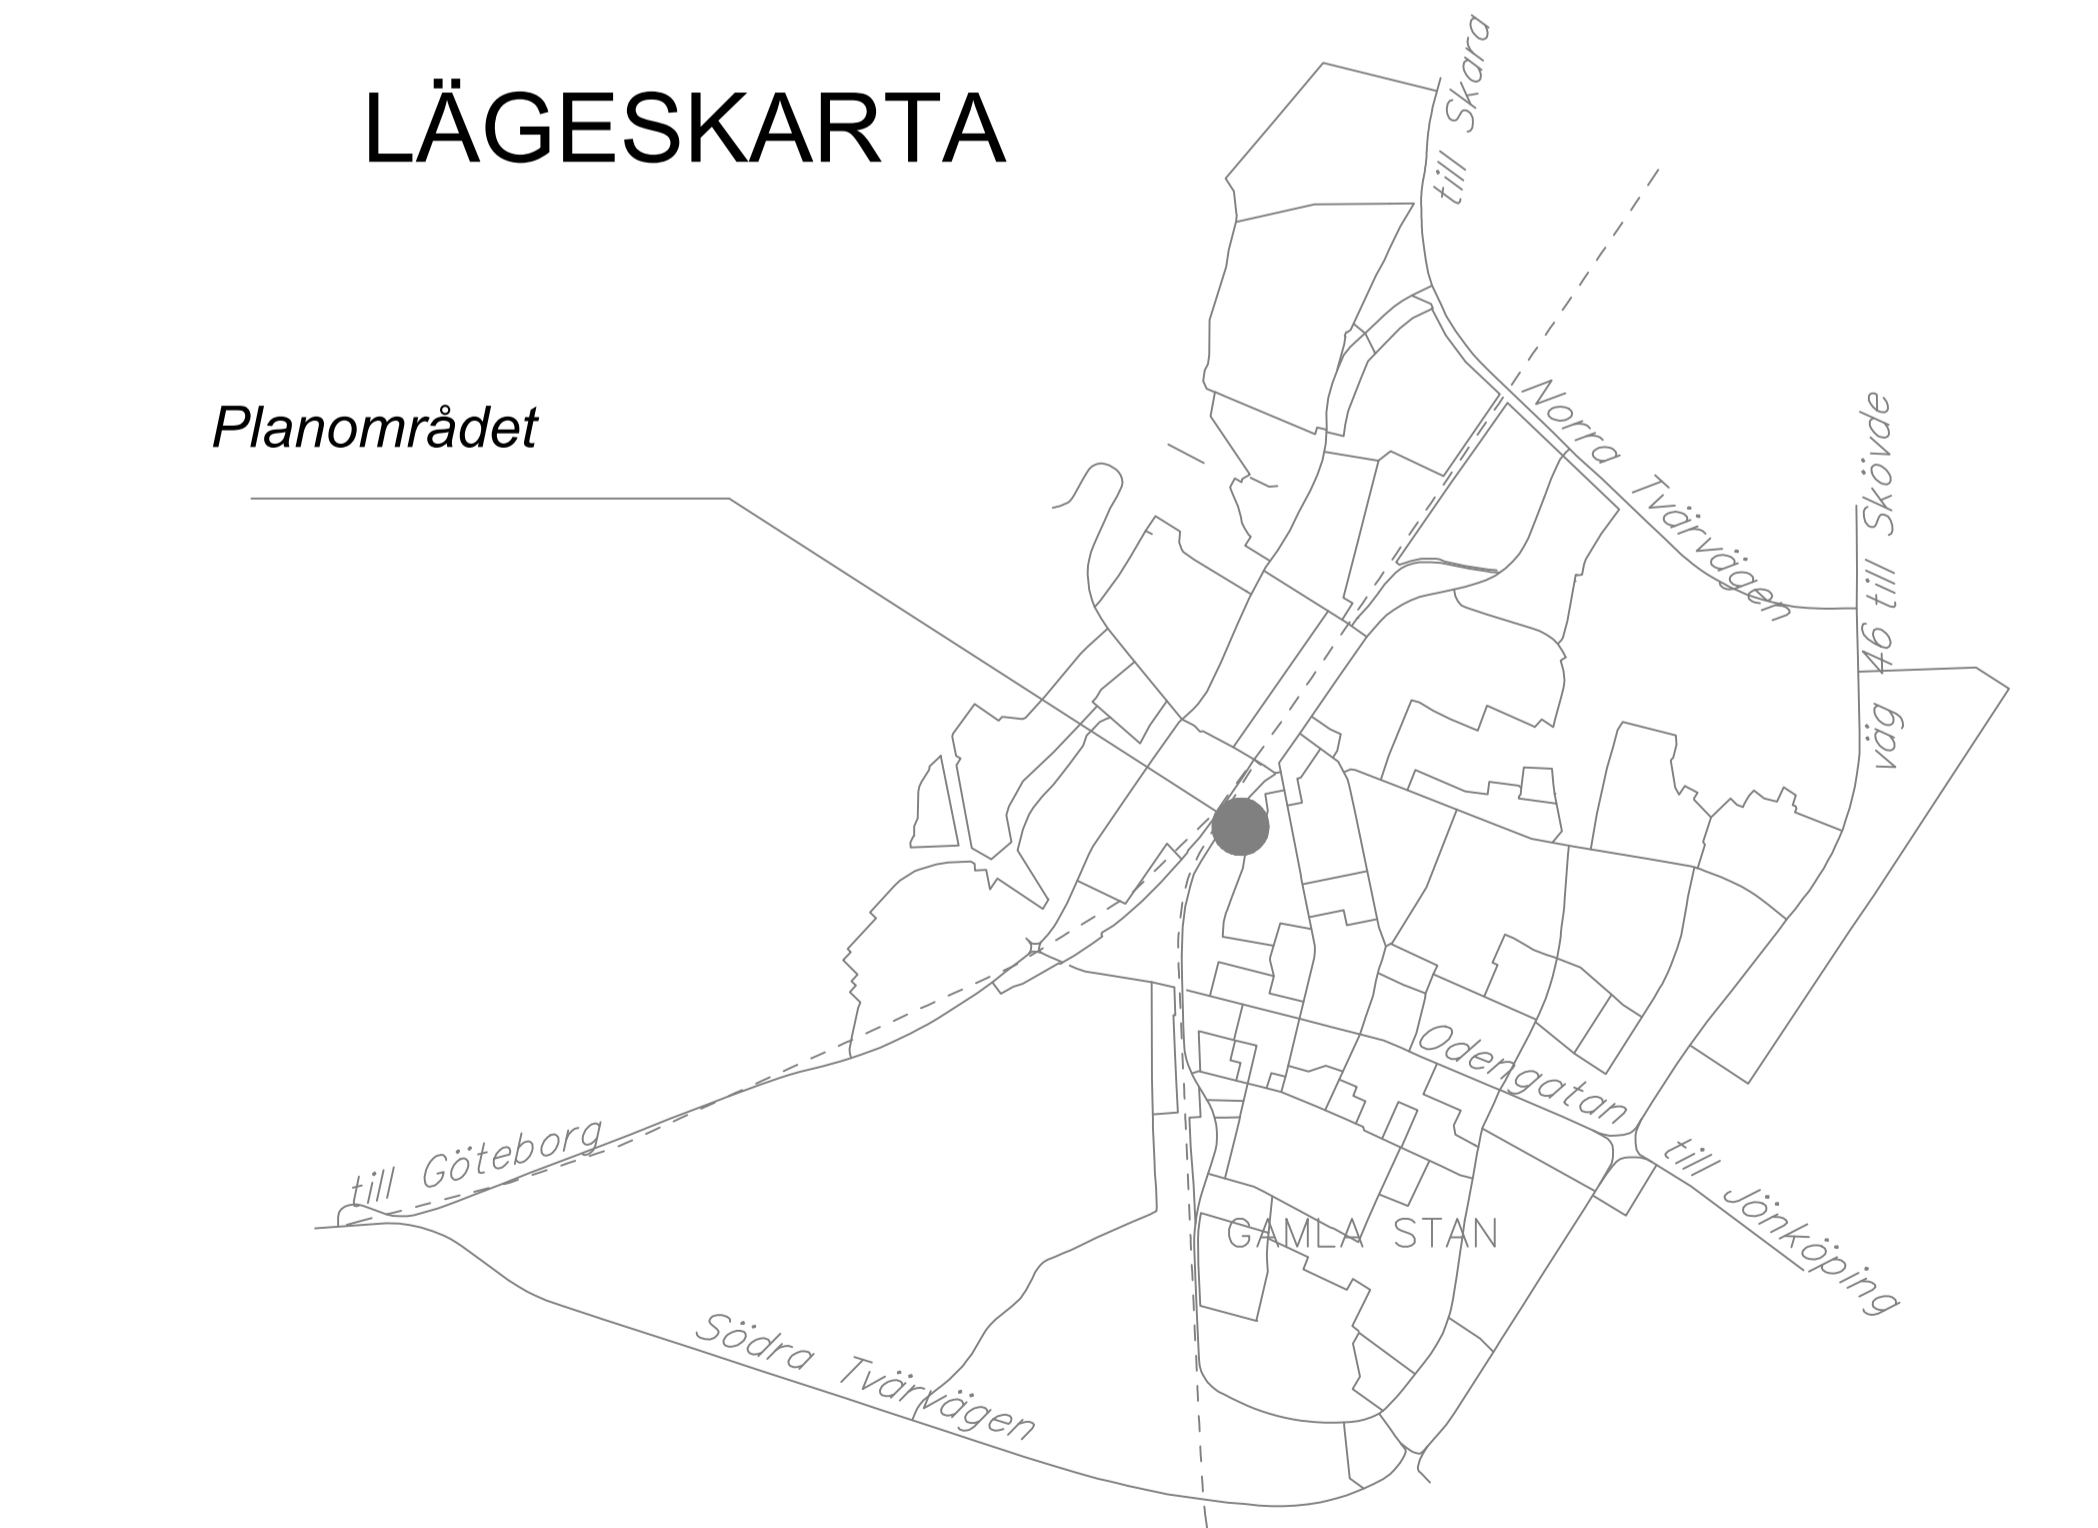 LÄGESKARTA
till Skara
Planområdet
Norra Tvärvägen
väg 46 till Skövde
Odengatan
till Göteborg
till Jönköping
GAMLA STAN
Södra Tvärvägen